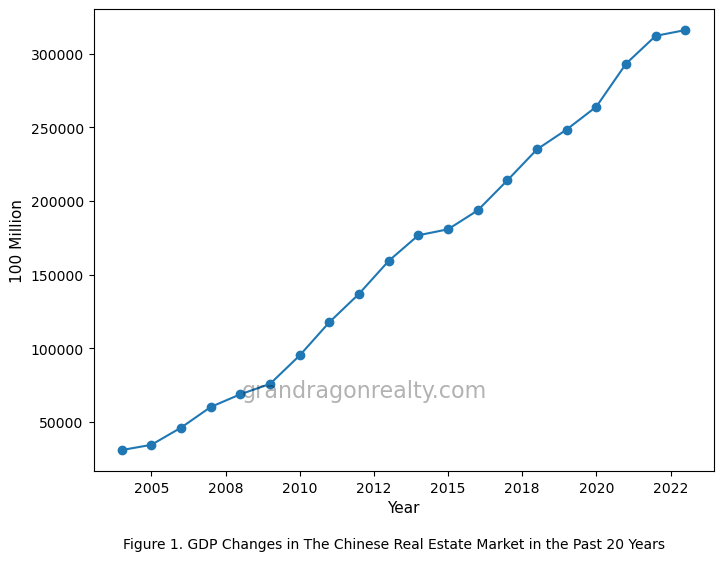 300000
250000
200000
150000
100000
50000
100 Million
grandragonrealty.com
2005 2008 2010 2012 2015 2018 2020 2022
Year
Figure 1. GDP Changes in The Chinese Real Estate Market in the Past 20 Years